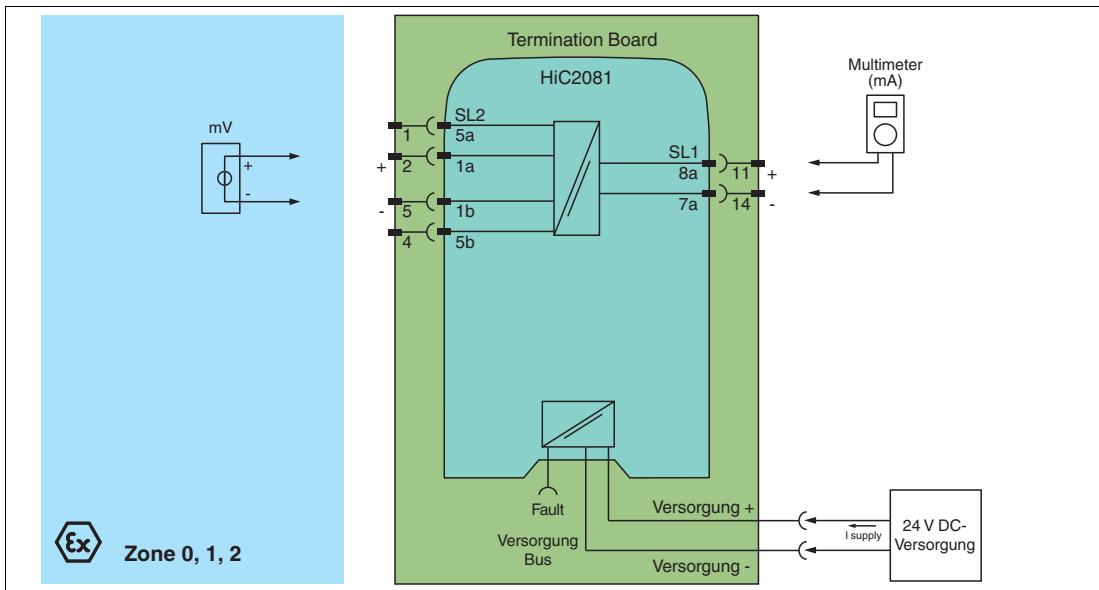 Termination Board
HiC2081
Multimeter
(mA)
mV
+
-
SL2
1
5a
+
2
1a
-
5
1b
4
5b
SL1
8a
11
+
7a
14
-
Fault
Versorgung
Bus
Versorgung +
Versorgung -
I supply
24 V DC-
Versorgung
Ex
Zone 0, 1, 2